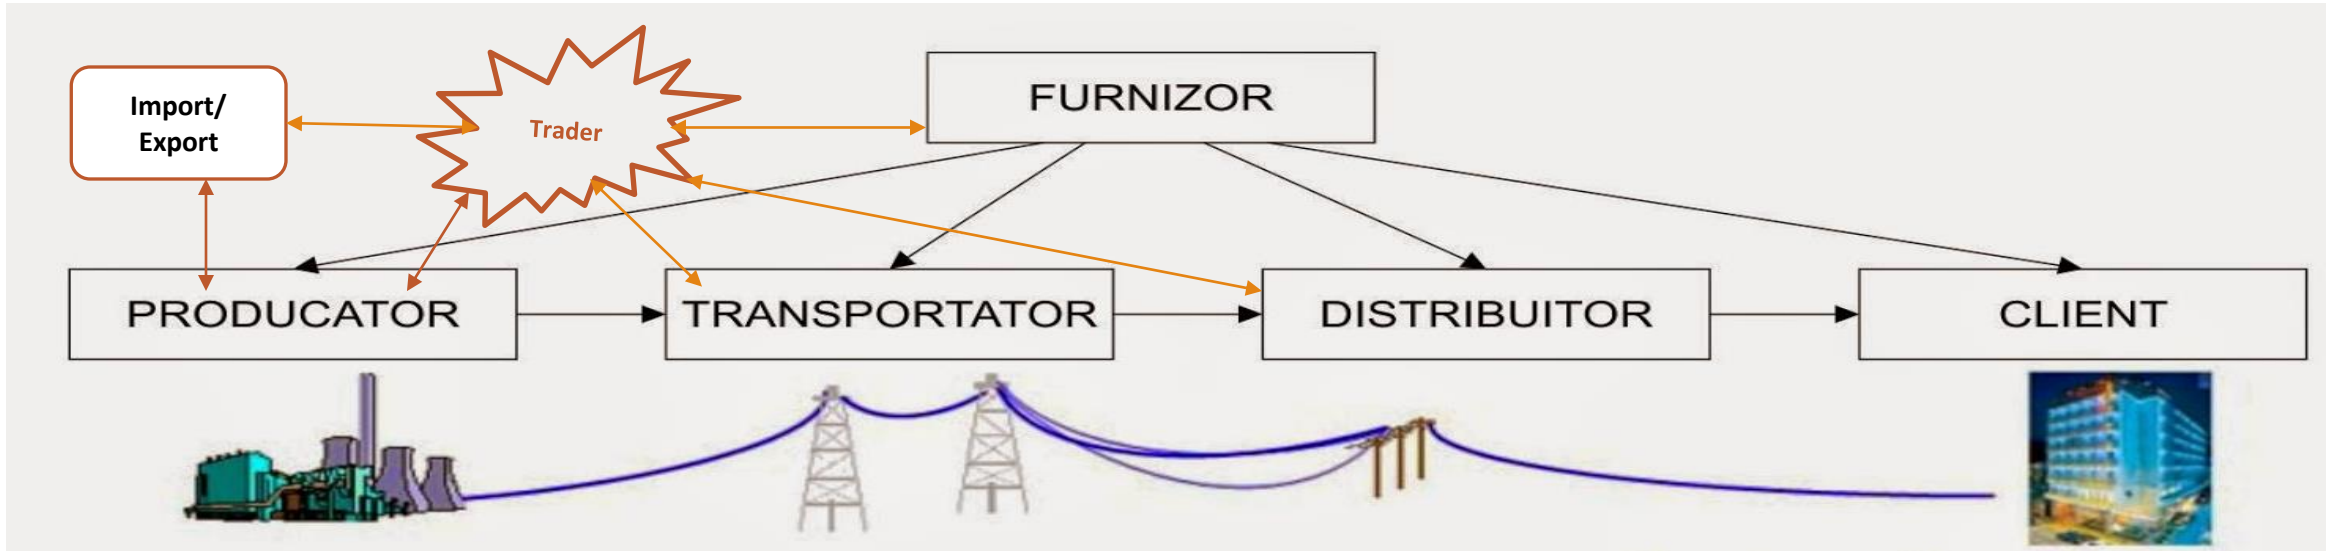 Import/
Export
Trader
FURNIZOR
PRODUCATOR
TRANSPORTATOR
DISTRIBUITOR
CLIENT